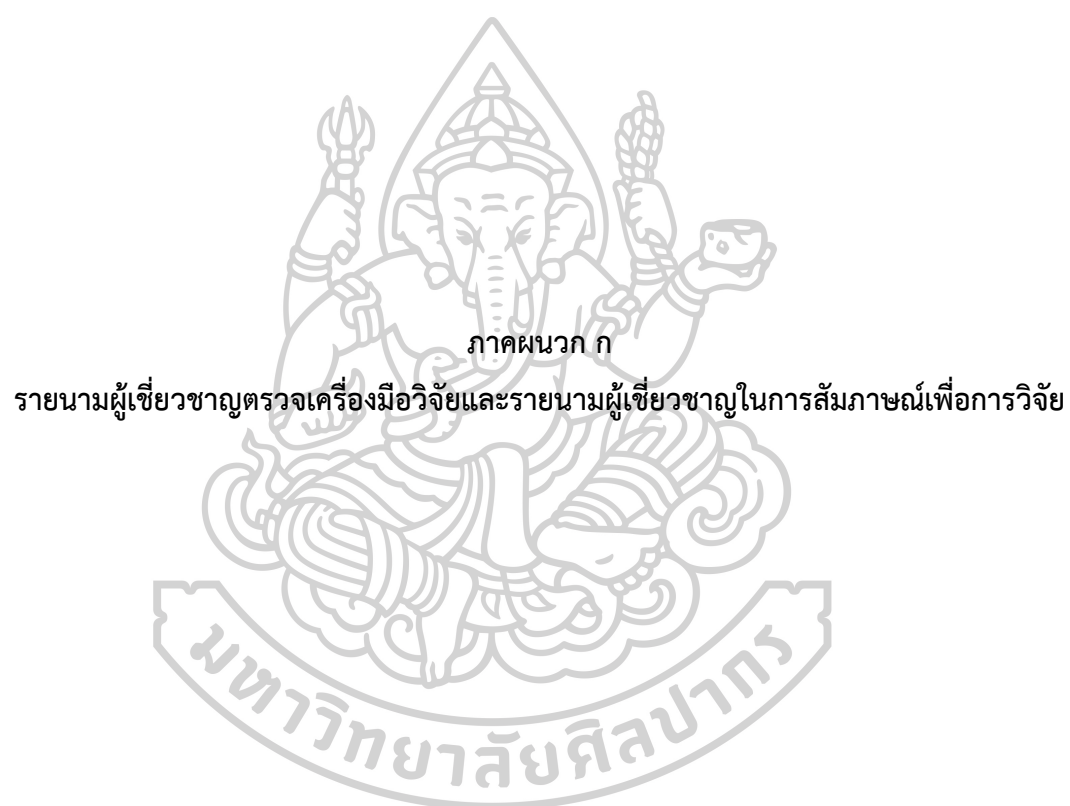 ภาคผนวก ก
รายนามผู้เชี่ยวชาญตรวจเครื่องมือวิจัยและรายนามผู้เชี่ยวชาญในการสัมภาษณ์เพื่อการวิจัย
มหาวิทยาลัยศิลปากร